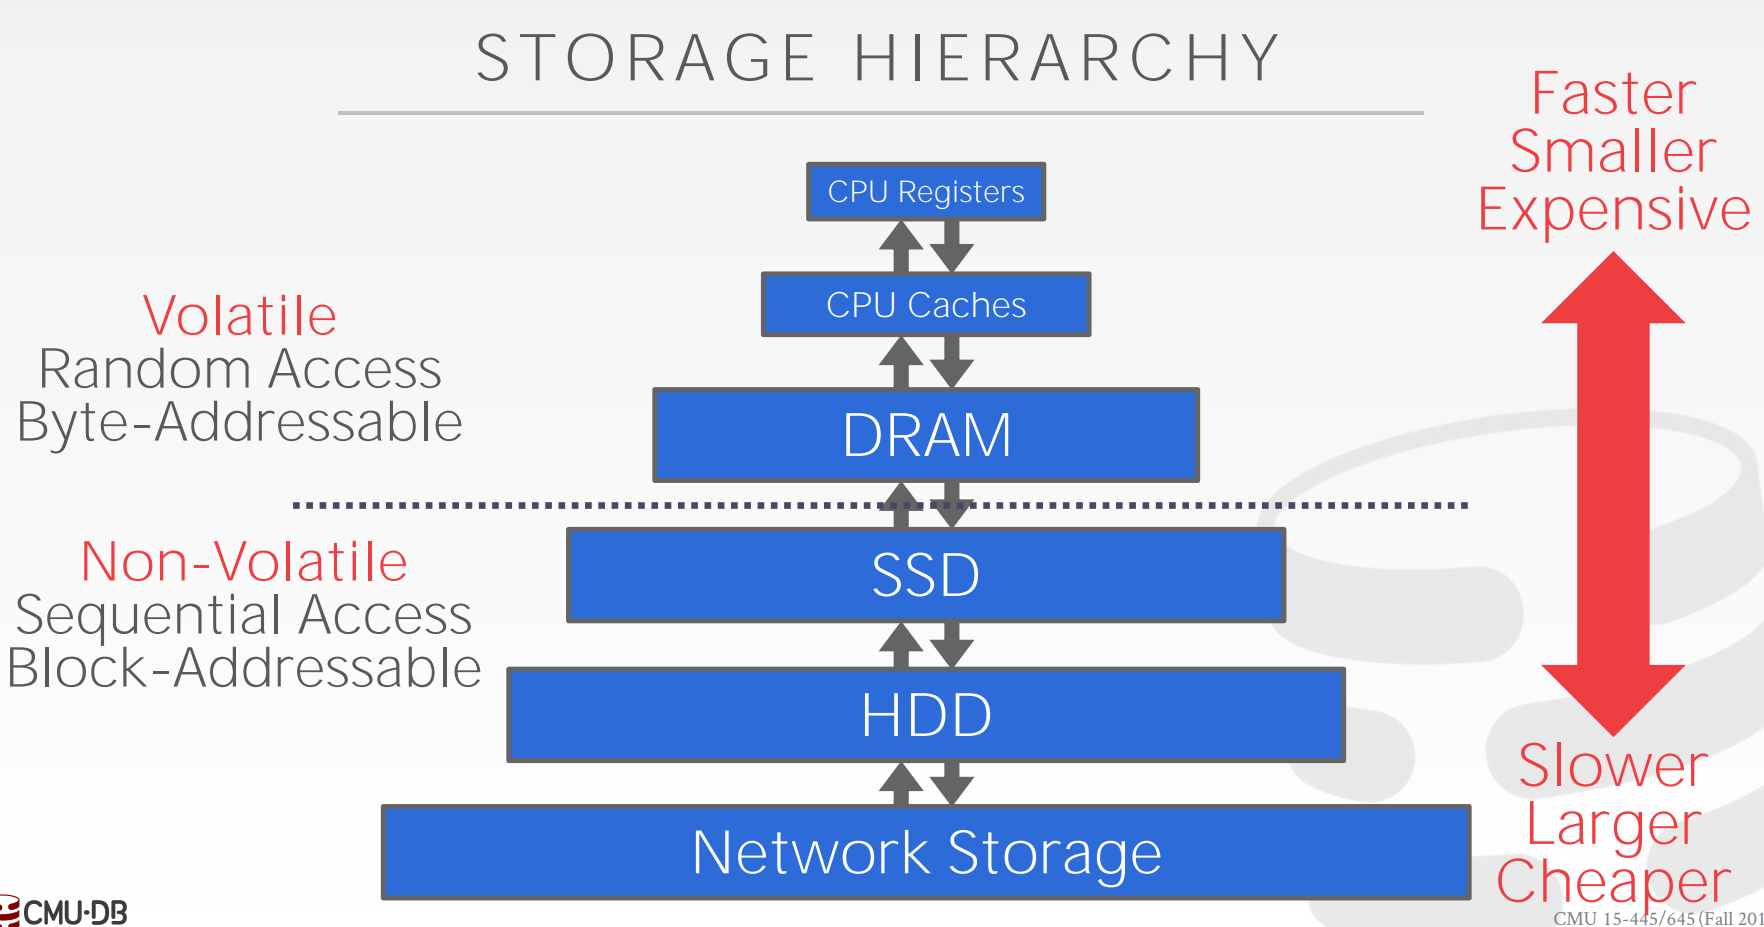 STORAGE HIERARCHY
Faster
Smaller
Expensive
CPU Registers
CPU Caches
Volatile
Random Access
Byte-Addressable
DRAM
Non-Volatile
Sequential Access
Block-Addressable
SSD
HDD
Network Storage
Slower
Larger
Cheaper
CMU·DB
CMU 15-445/645 (Fall 201